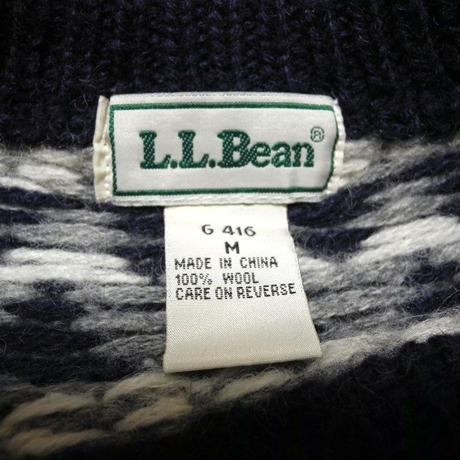 L.L.Bean®
G 416
M
MADE IN CHINA
100% WOOL
CARE ON REVERSE